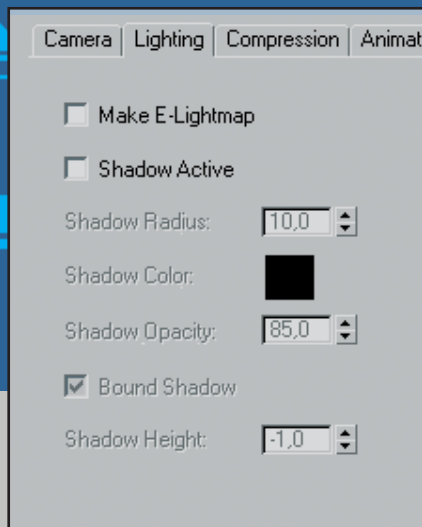 Camera Lighting Compression Animat
Make E-Lightmap
Shadow Active
Shadow Radius: 10,0
Shadow Color:
Shadow Opacity: 85,0
Bound Shadow
Shadow Height: -1,0